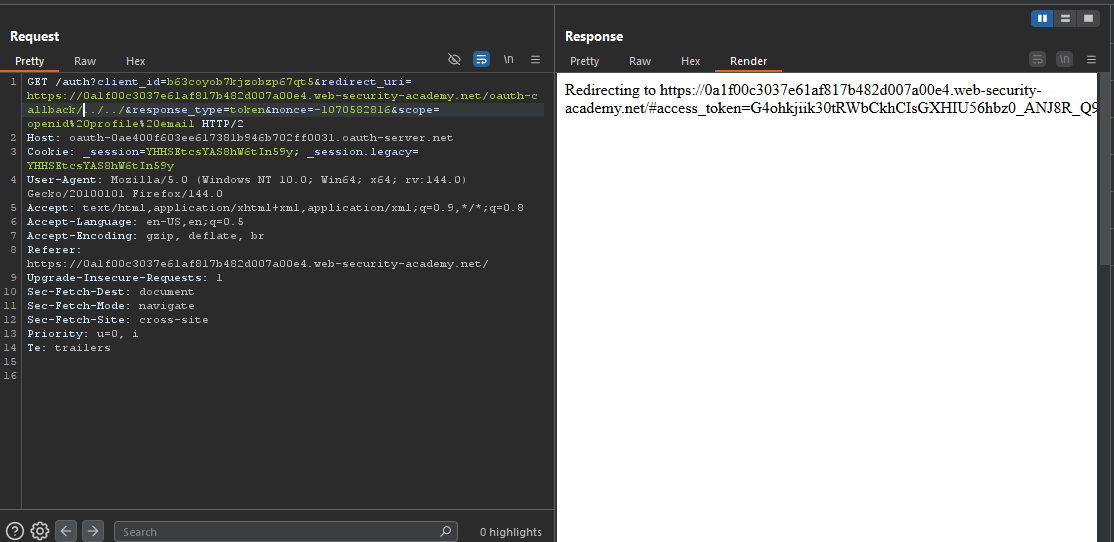 Request
Response
Pretty
Raw
Hex
\n
Pretty
Raw
Hex
Render
\n
1 GET /auth?client_id=b63coyob7kjzobzp67qt5&redirect_uri=
https://0a1f00c3037e61af817b482d007a00e4.web-security-academy.net/oauth-c
allback/../../&response_type=token&nonce=-1070582816&scope=
openid%20profile%20email HTTP/2
2 Host: oauth-0ae400f603ee617381b946b702ff0031.oauth-server.net
3 Cookie: _session=YHHSEtcsYAS8hW6tIn59y; _session.legacy=
YHHSEtcsYAS8hW6tIn59y
4 User-Agent: Mozilla/5.0 (Windows NT 10.0; Win64; x64; rv:144.0)
Gecko/20100101 Firefox/144.0
5 Accept: text/html,application/xhtml+xml,application/xml;q=0.9,*/*;q=0.8
6 Accept-Language: en-US,en;q=0.5
7 Accept-Encoding: gzip, deflate, br
8 Referer:
https://0a1f00c3037e61af817b482d007a00e4.web-security-academy.net/
9 Upgrade-Insecure-Requests: 1
10 Sec-Fetch-Dest: document
11 Sec-Fetch-Mode: navigate
12 Sec-Fetch-Site: cross-site
13 Priority: u=0, i
14 Te: trailers
15
16
Redirecting to https://0a1f00c3037e61af817b482d007a00e4.web-security-
academy.net/#access_token=G4ohkjiik30tRWbCkhCIsGXHIU56hbz0_ANJ8R_Q9
Search
0 highlights